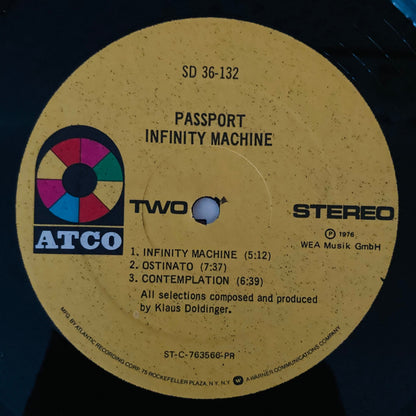 SD 36-132
PASSPORT
INFINITY MACHINE
ATCO
TWO
STEREO
℗ 1976
WEA Musik GmbH
1. INFINITY MACHINE (5:12)
2. OSTINATO (7:37)
3. CONTEMPLATION (6:39)
All selections composed and produced
by Klaus Doldinger.
ST-C-763566-PR
MFG. BY ATLANTIC RECORDING CORP. 75 ROCKEFELLER PLAZA, N.Y. N.Y. W A WARNER COMMUNICATIONS COMPANY